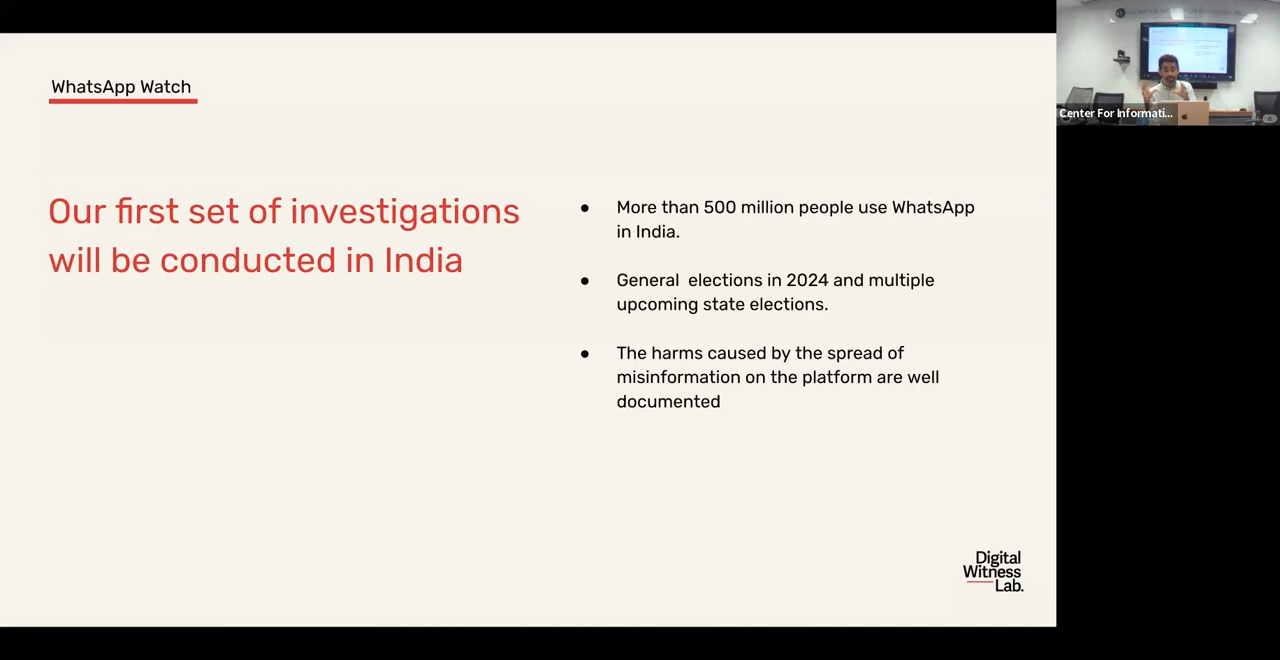 WhatsApp Watch
Our first set of investigations
will be conducted in India
● More than 500 million people use WhatsApp
in India.
● General  elections in 2024 and multiple
upcoming state elections.
● The harms caused by the spread of
misinformation on the platform are well
documented
Digital
Witness
Lab.
Center For Informati...